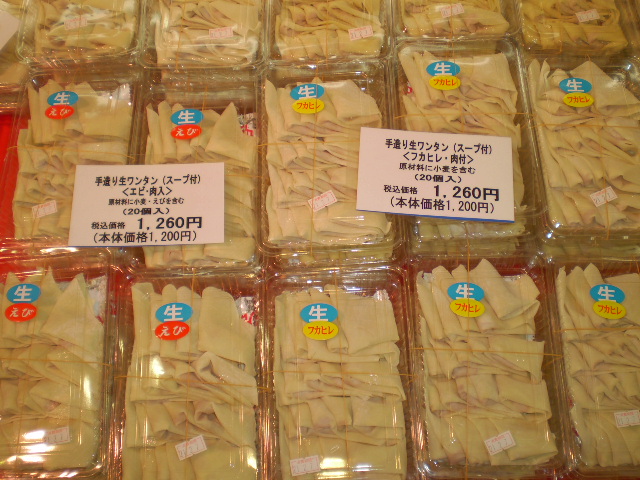 生
えび
生
えび
生
フカヒレ
生
フカヒレ
生
フカヒレ
手造り生ワンタン(スープ付)
<エビ・肉入>
原材料に小麦・えびを含む
(20個入)
税込価格 1,260円
(本体価格1,200円)
手造り生ワンタン(スープ付)
<フカヒレ・肉付>
原材料に小麦を含む
(20個入)
税込価格 1,260円
(本体価格1,200円)
生
えび
生
えび
生
フカヒレ
生
フカヒレ
生
フカヒレ